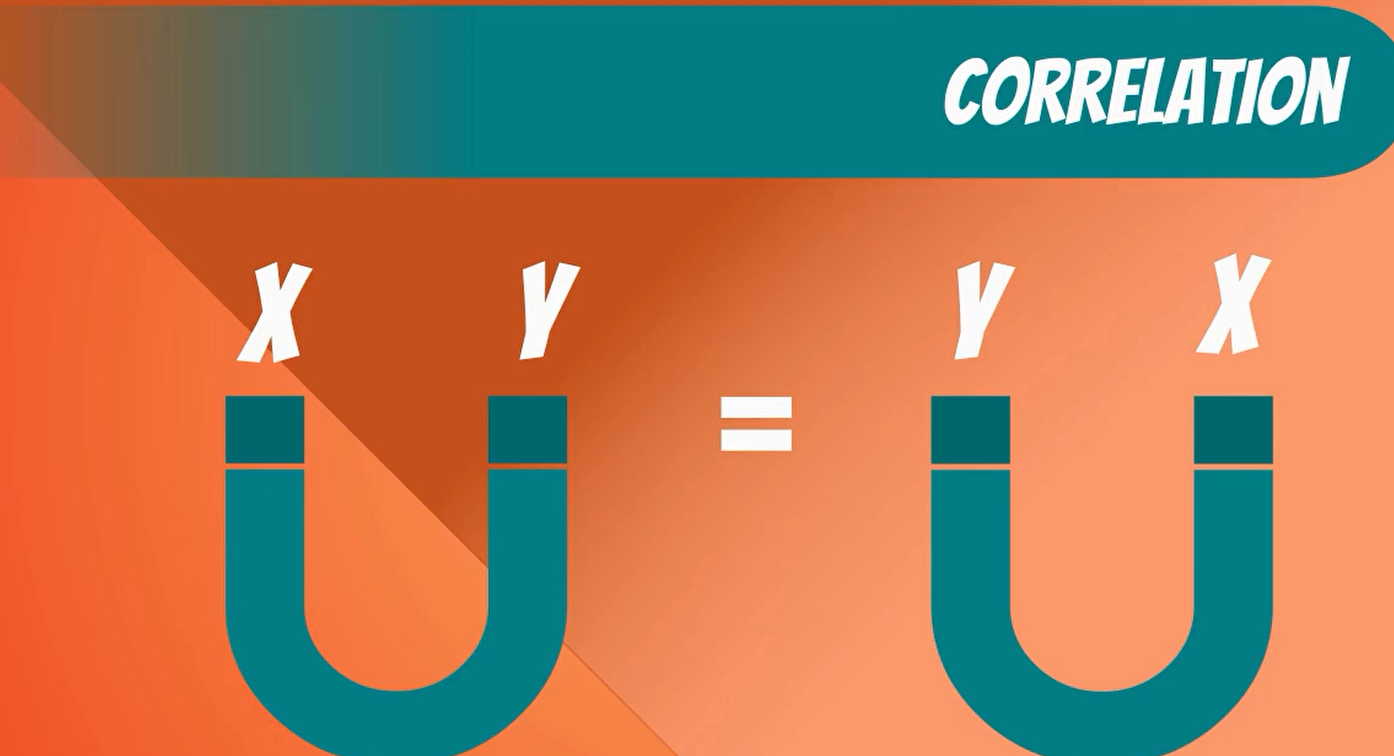 CORRELATION
X Y = Y X